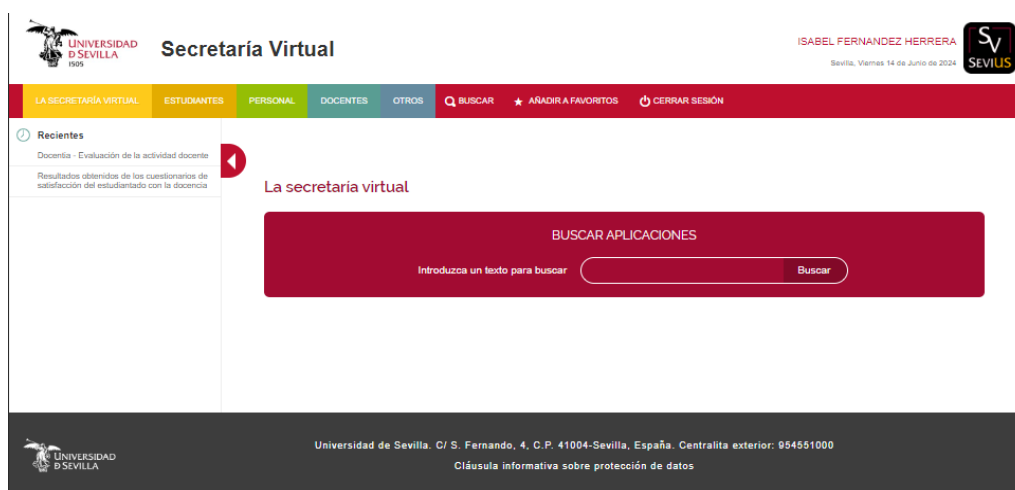 UNIVERSIDAD
D SEVILLA
1505
Secretaría Virtual
ISABEL FERNANDEZ HERRERA
Sevilla, Viernes 14 de Junio de 2024
SV
SEVIUS
LA SECRETARÍA VIRTUAL
ESTUDIANTES
PERSONAL
DOCENTES
OTROS
BUSCAR
AÑADIR A FAVORITOS
CERRAR SESIÓN
Recientes
Docentia - Evaluación de la actividad docente
Resultados obtenidos de los cuestionarios de
satisfacción del estudiantado con la docencia
La secretaría virtual
BUSCAR APLICACIONES
Introduzca un texto para buscar
Buscar
UNIVERSIDAD
D SEVILLA
Universidad de Sevilla. C/ S. Fernando, 4, C.P. 41004-Sevilla, España. Centralita exterior: 954551000
Cláusula informativa sobre protección de datos